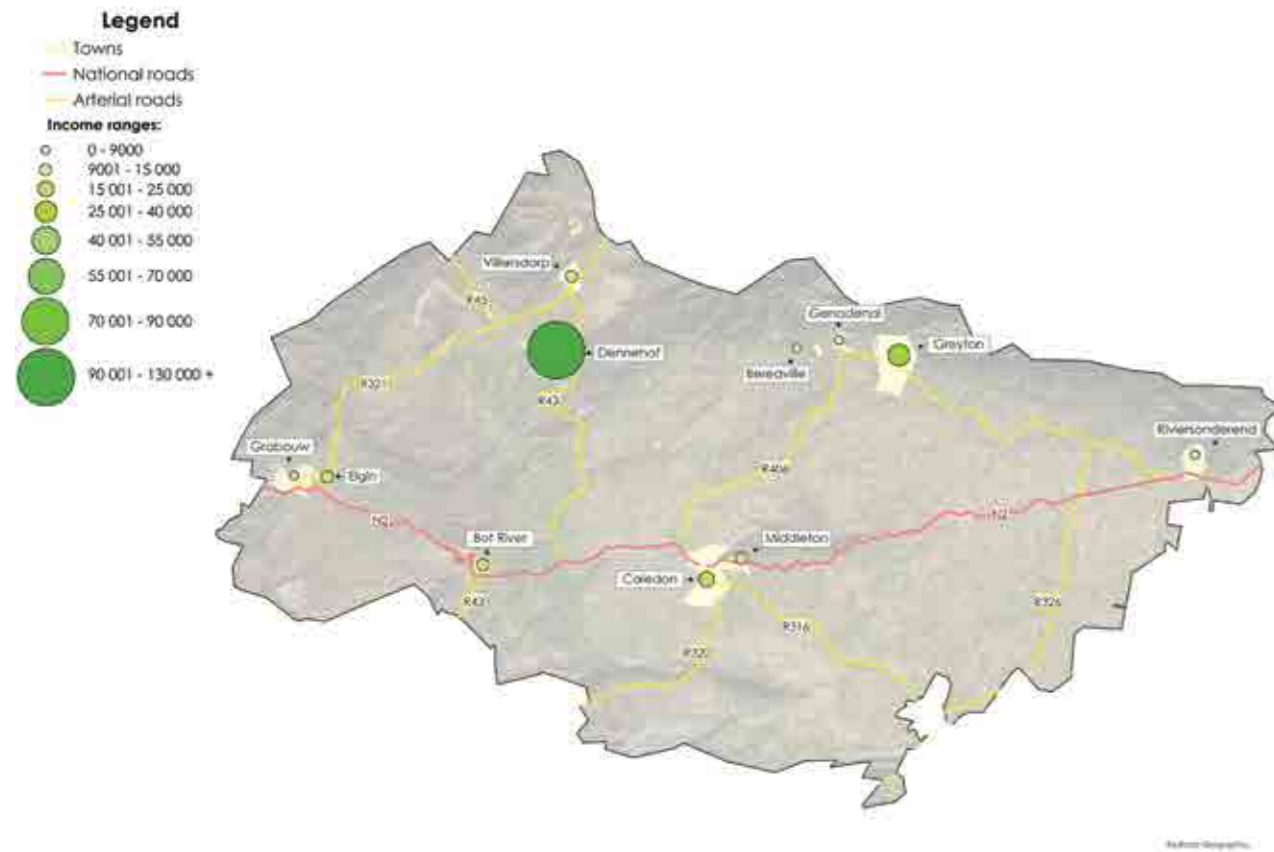 Legend
Towns
National roads
Arterial roads
Income ranges:
0 - 9000
9001 - 15 000
15 001 - 25 000
25 001 - 40 000
40 001 - 55 000
55 001 - 70 000
70 001 - 90 000
90 001 - 130 000 +
Villiersdorp
R45
Genadenal
Greyton
Dennehof
Bereaville
R321
R43
Riviersonderend
Grabouw
R406
Elgin
N2
N2
Bot River
Middleton
Caledon
R43
R326
R316
R320